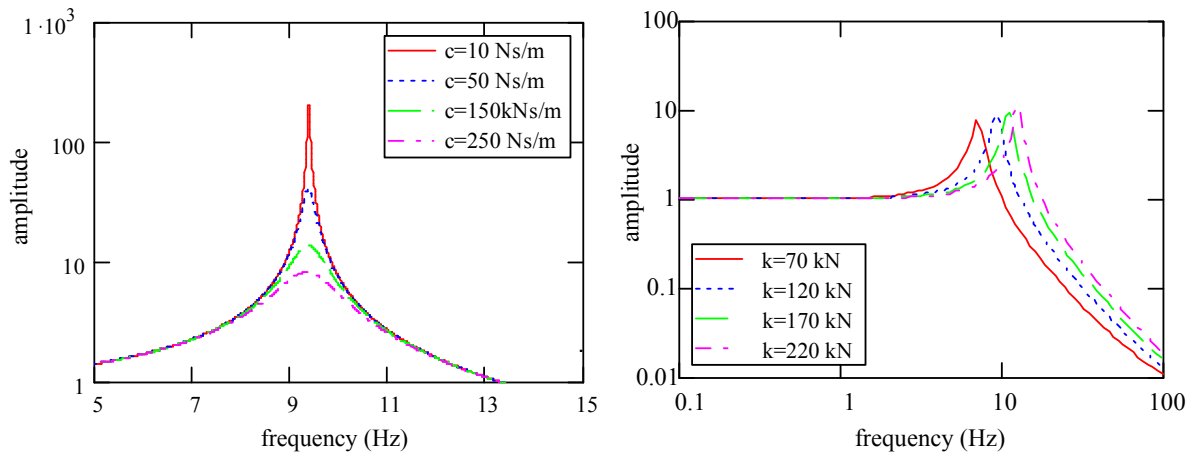 1·10³
100
10
1
amplitude
5
7
9
11
13
15
frequency (Hz)
c=10 Ns/m
c=50 Ns/m
c=150kNs/m
c=250 Ns/m
100
10
1
0.1
0.01
amplitude
0.1
1
10
100
frequency (Hz)
k=70 kN
k=120 kN
k=170 kN
k=220 kN